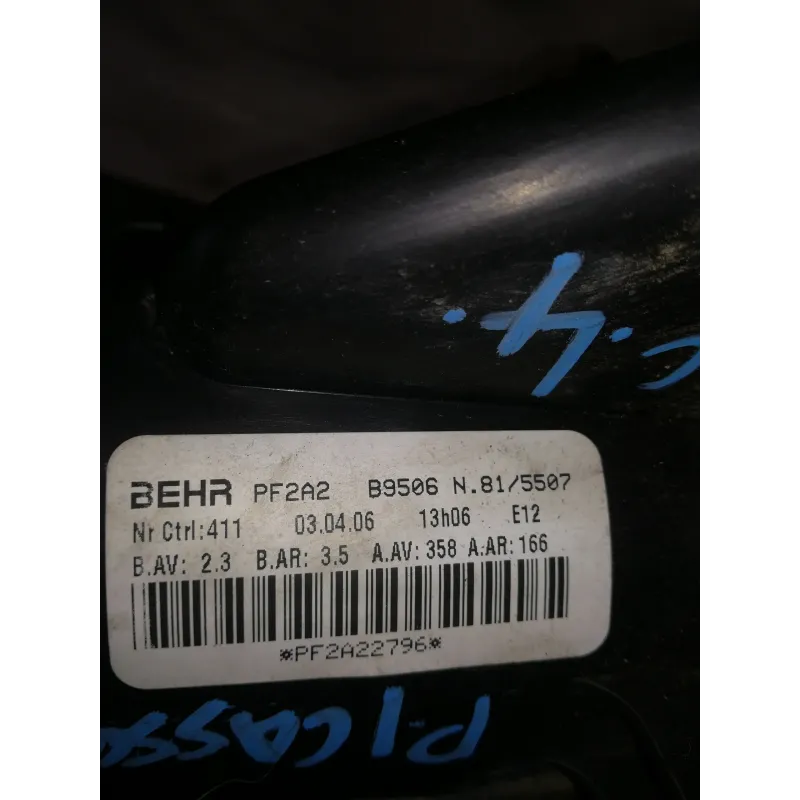 .4.
BEHR PF2A2 B9506 N.81/5507
Nr Ctrl:411 03.04.06 13h06 E12
B.AV: 2.3 B.AR: 3.5 A.AV:358 A.AR:166
*PF2A22796*